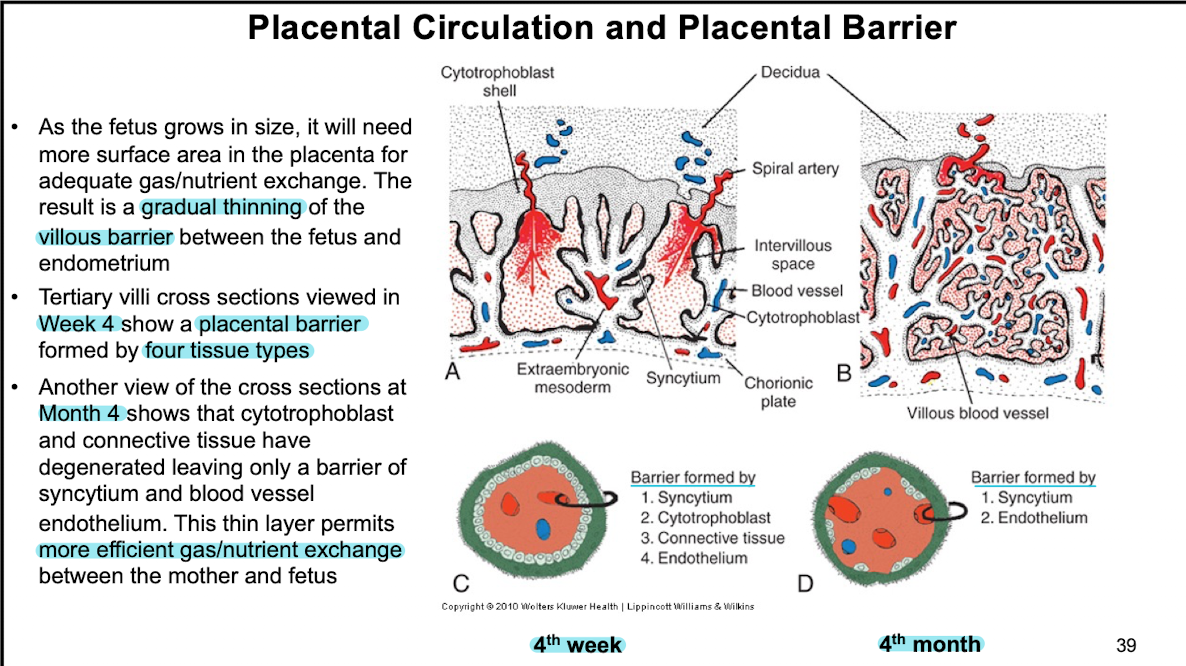 Placental Circulation and Placental Barrier
• As the fetus grows in size, it will need
more surface area in the placenta for
adequate gas/nutrient exchange. The
result is a gradual thinning of the
villous barrier between the fetus and
endometrium
• Tertiary villi cross sections viewed in
Week 4 show a placental barrier
formed by four tissue types
• Another view of the cross sections at
Month 4 shows that cytotrophoblast
and connective tissue have
degenerated leaving only a barrier of
syncytium and blood vessel
endothelium. This thin layer permits
more efficient gas/nutrient exchange
between the mother and fetus
Cytotrophoblast
shell
Decidua
Spiral artery
Intervillous
space
Blood vessel
Cytotrophoblast
A
Extraembryonic
mesoderm
Syncytium
Chorionic
plate
B
Villous blood vessel
Barrier formed by
1. Syncytium
2. Cytotrophoblast
3. Connective tissue
4. Endothelium
C
Barrier formed by
1. Syncytium
2. Endothelium
D
Copyright © 2010 Wolters Kluwer Health | Lippincott Williams & Wilkins
4th week
4th month
39